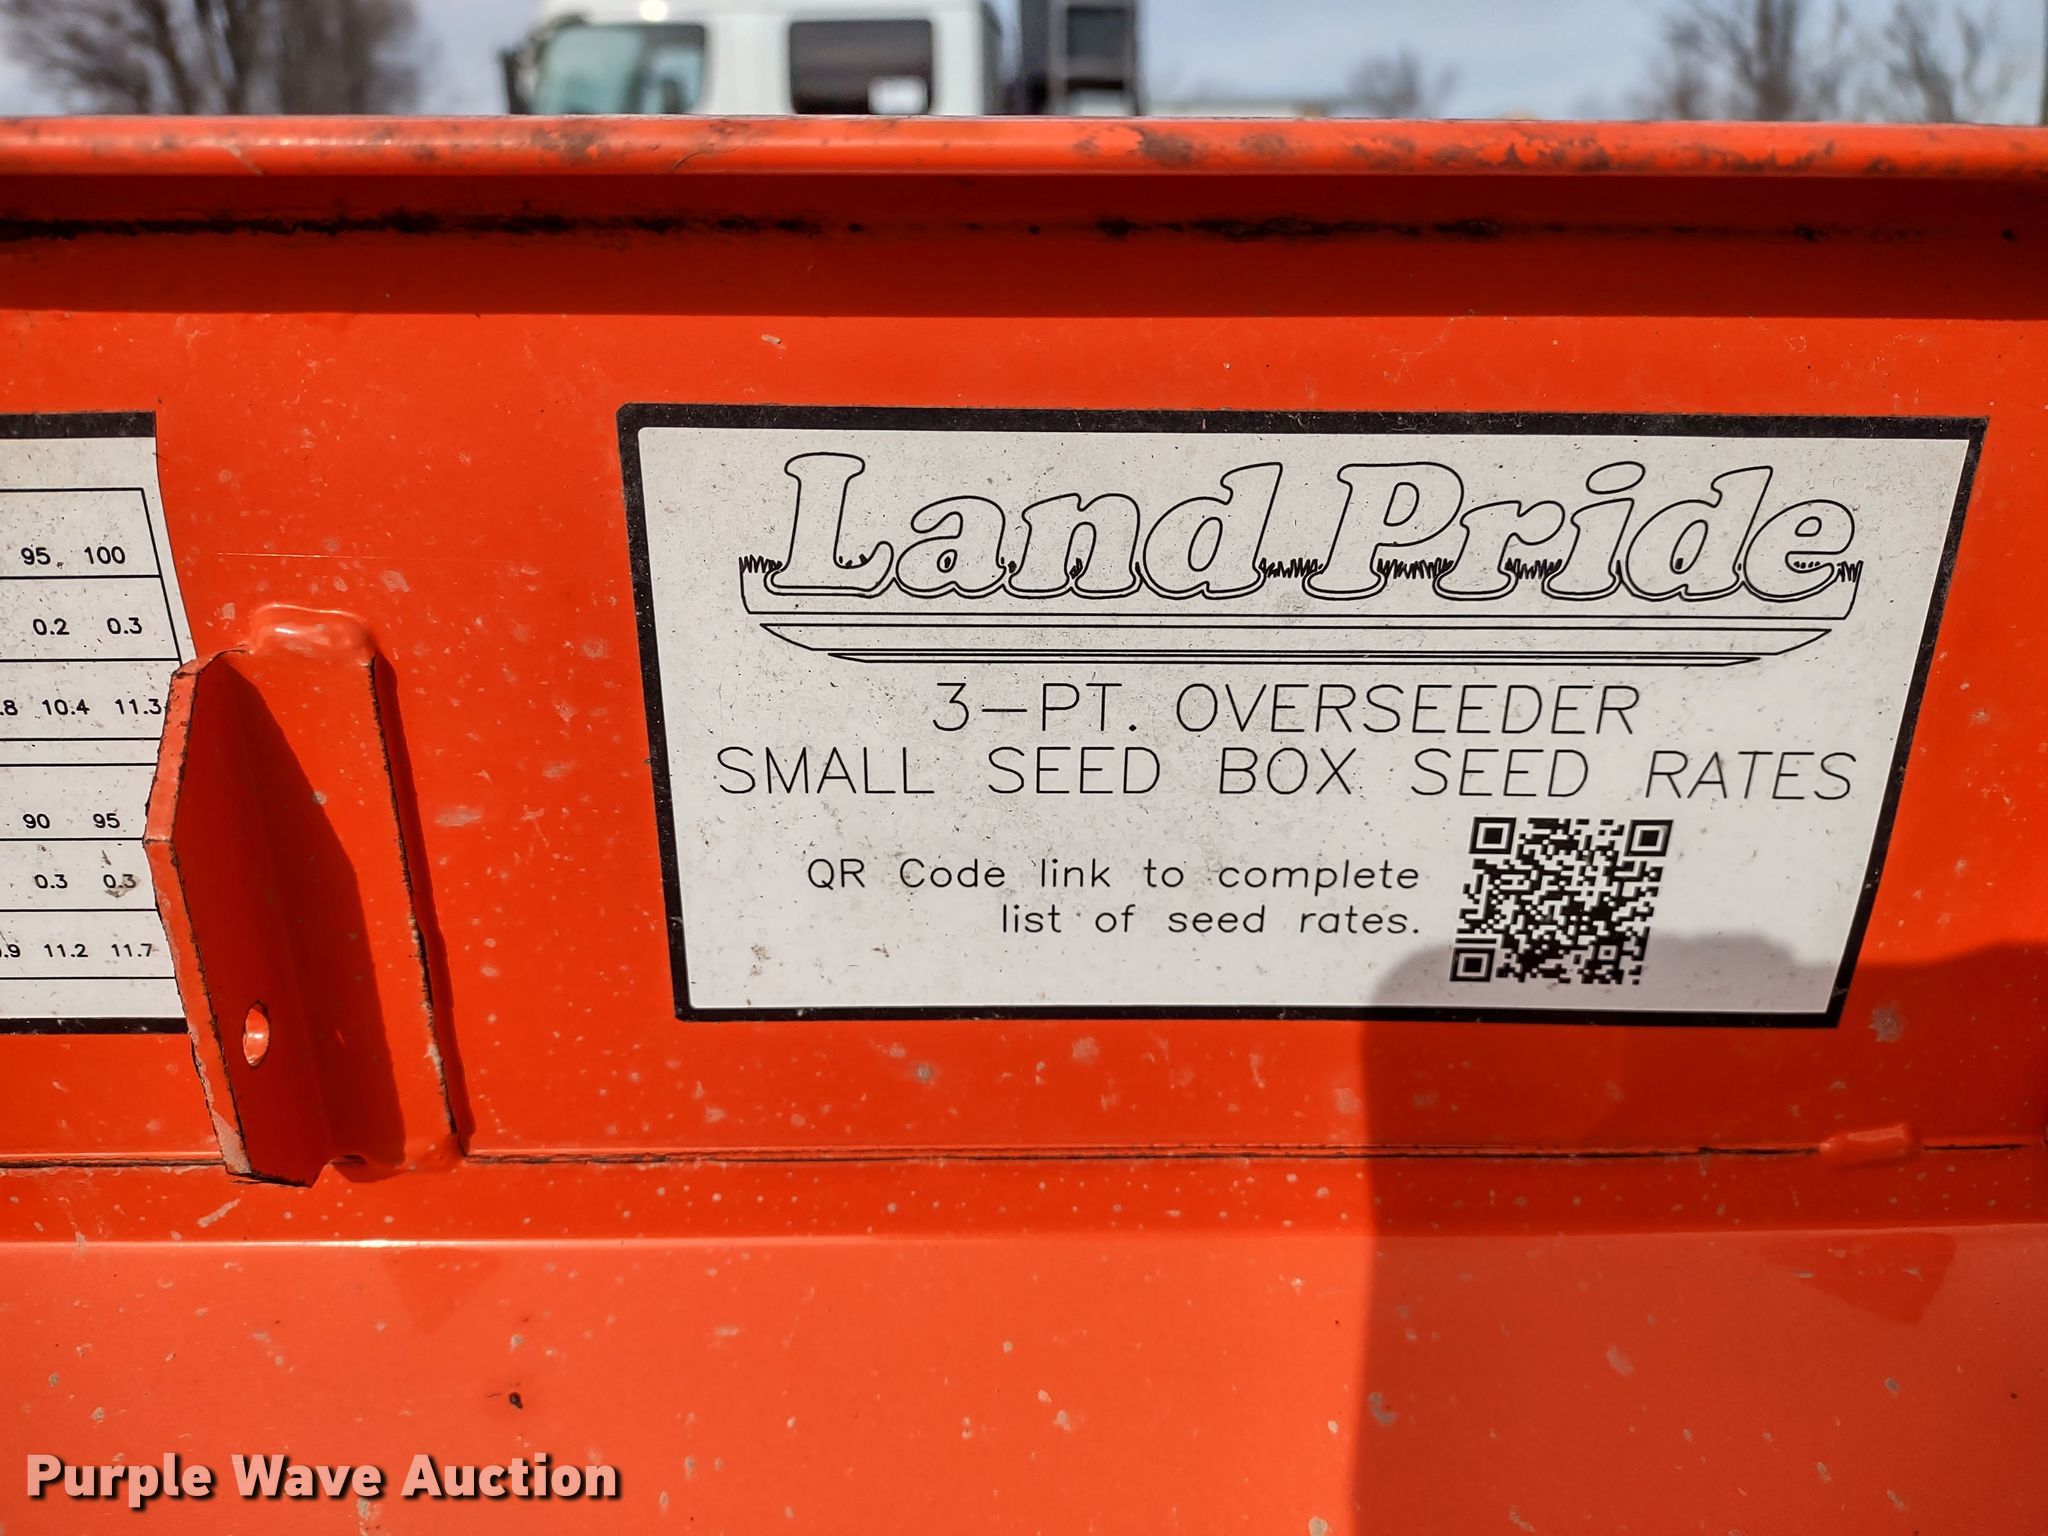 95 100
0.2 0.3
.8 10.4 11.3
90 95
0.3 0.3
.9 11.2 11.7
Land Pride
3-PT. OVERSEEDER
SMALL SEED BOX SEED RATES
QR Code link to complete
list of seed rates.
Purple Wave Auction